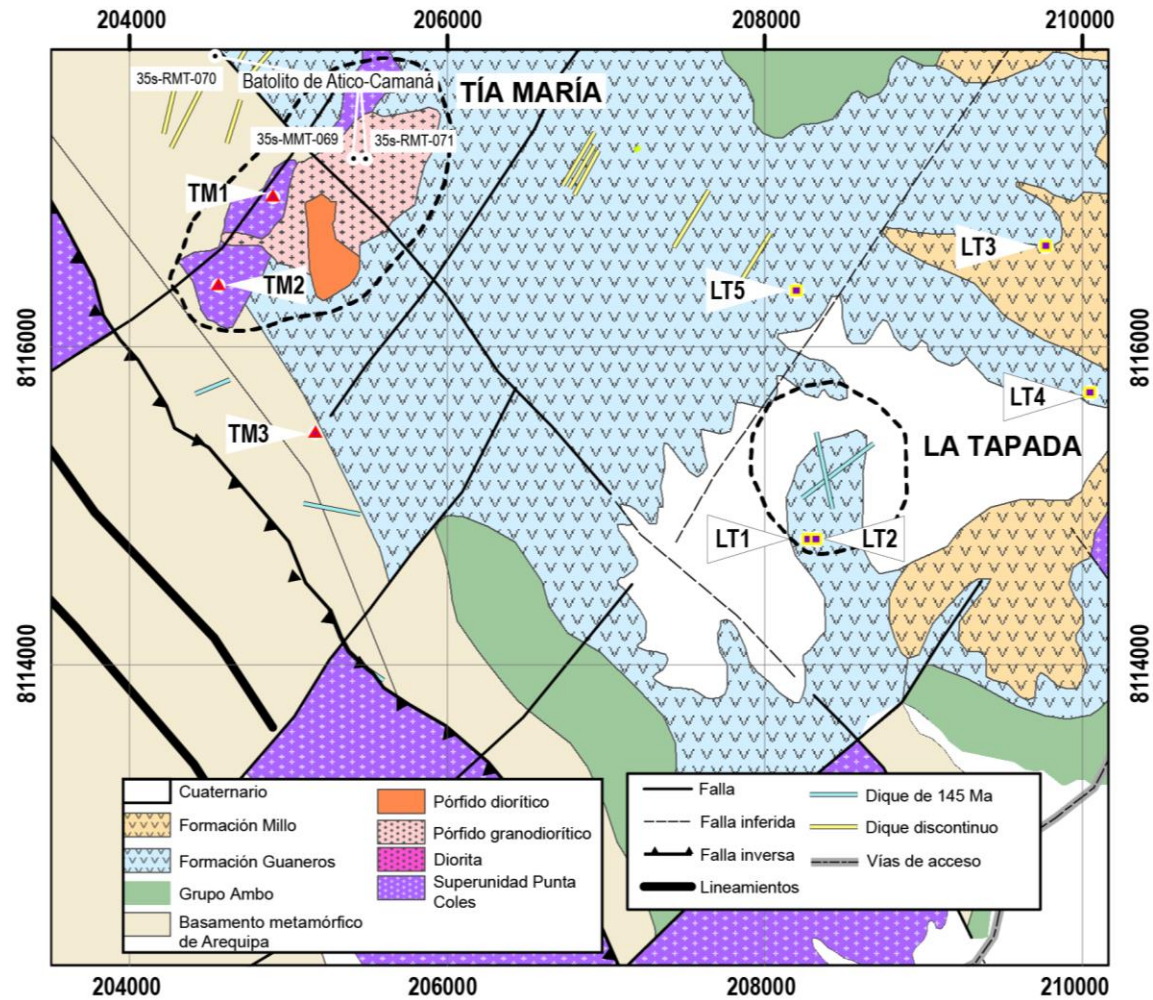 204000
206000
208000
210000
35s-RMT-070
Batolito de Atico-Camaná
TÍA MARÍA
35s-MMT-069
35s-RMT-071
TM1
LT3
TM2
LT5
8116000
8116000
LT4
TM3
LA TAPADA
LT1
LT2
8114000
8114000
Cuaternario
Formación Millo
Formación Guaneros
Grupo Ambo
Basamento metamórfico
de Arequipa
Pórfido diorítico
Pórfido granodiorítico
Diorita
Superunidad Punta
Coles
Falla
Falla inferida
Falla inversa
Lineamientos
Dique de 145 Ma
Dique discontinuo
Vías de acceso
204000
206000
208000
210000